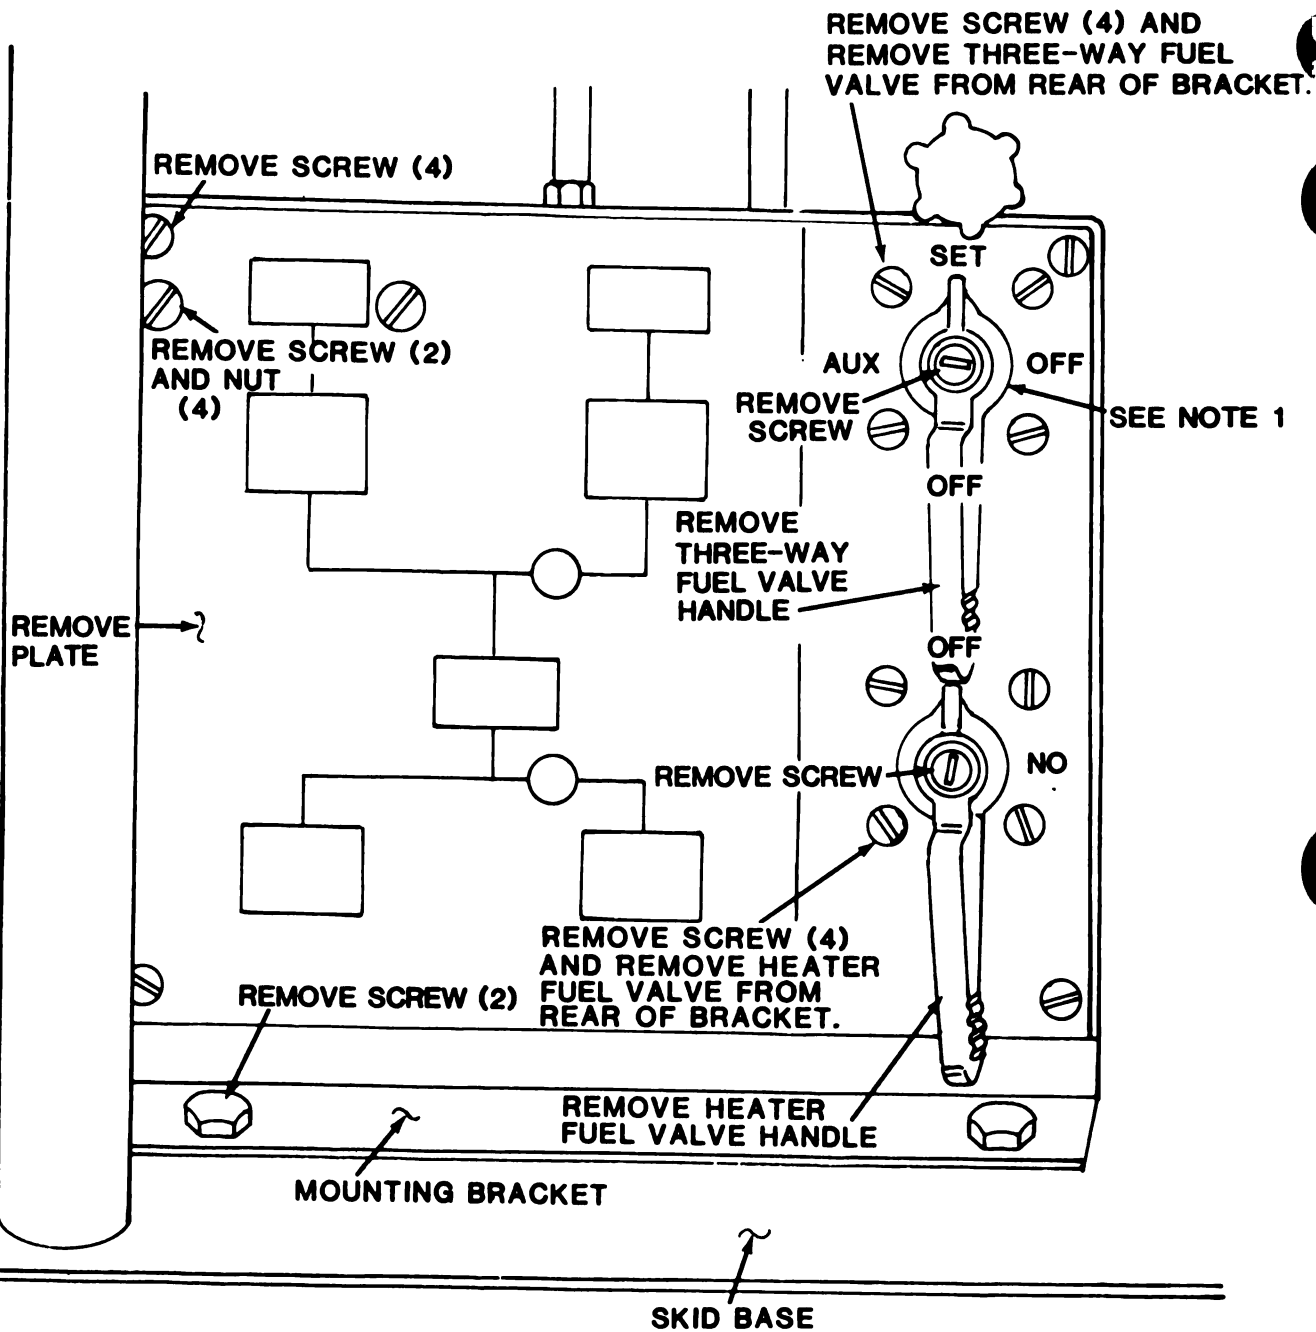 REMOVE SCREW (4) AND
REMOVE THREE-WAY FUEL
VALVE FROM REAR OF BRACKET.
REMOVE SCREW (4)
SET
REMOVE SCREW (2)
AND NUT
(4)
AUX
OFF
REMOVE
SCREW
SEE NOTE 1
OFF
REMOVE
THREE-WAY
FUEL VALVE
HANDLE
REMOVE
PLATE
OFF
REMOVE SCREW
NO
REMOVE SCREW (4)
AND REMOVE HEATER
FUEL VALVE FROM
REAR OF BRACKET.
REMOVE SCREW (2)
REMOVE HEATER
FUEL VALVE HANDLE
MOUNTING BRACKET
SKID BASE